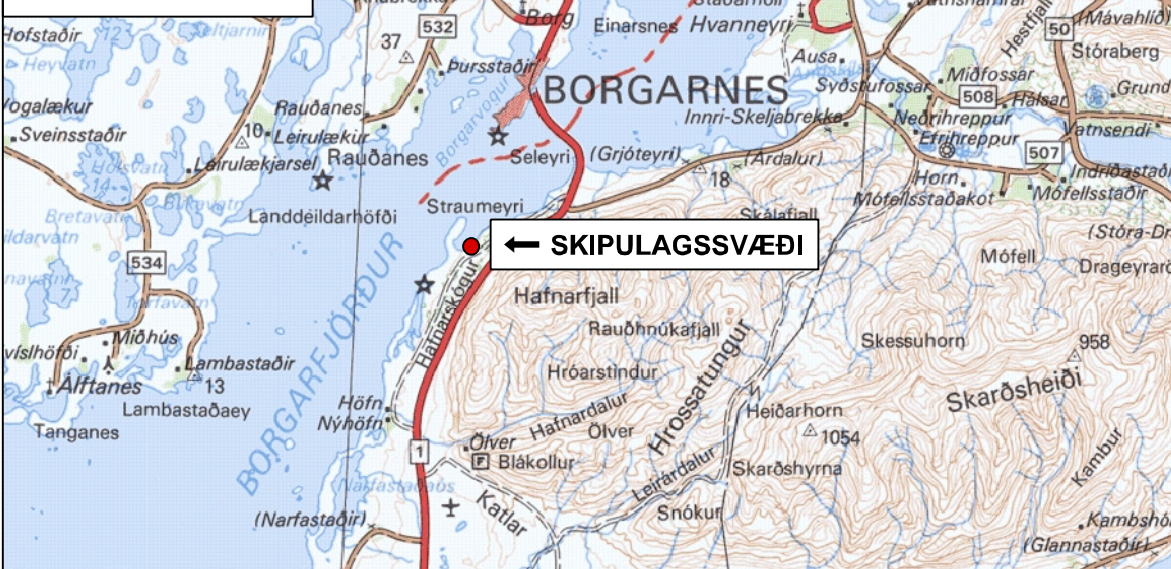 Borg
Einarsnes
Hvanneyri
532
37
50
Hofstaðir
Seltjarnir
Heyvatn
Hestfjall
(Mávahlíð)
Stóraberg
Þursstaðir
Ausa
BORGARNES
Miðfossar
Syðstufossar
508
Hálsar
Grund
Vogalækur
Rauðanes
Borgarvogur
Innri-Skeljabrekka
Neðrihreppur
Sveinsstaðir
10
Leirulækur
Efrihreppur
Vatnsendi
Leirulækjarsel
Rauðanes
Seleyri
(Grjóteyri)
(Árdalur)
507
18
Horn
Indriðastaðir
Landdeildarhöfði
Straumeyri
Mófellsstaðakot
Mófellsstaðir
Skálafjall
← SKIPULAGSSVÆÐI
Bretavatn
534
Mófell
(Stóra-Dr
Drageyrará
Hafnarskógur
Hafnarfjall
Rauðhnúkafjall
Skessuhorn
958
Miðhús
Hróarstindur
Hrossatungur
Skarðsheiði
Lambastaðir
13
Álftanes
Lambastaðaey
BORGARFJÖRÐUR
Höfn
Nýhöfn
Hafnardalur
Heiðarhorn
1054
Tanganes
1
Ölver
Ölver
F
Blákollur
Leirárdalur
Skarðshyrna
Kambur
Narfastaðaós
Katlar
Snókur
(Narfastaðir)
Kambshó
(Glannastaðir)